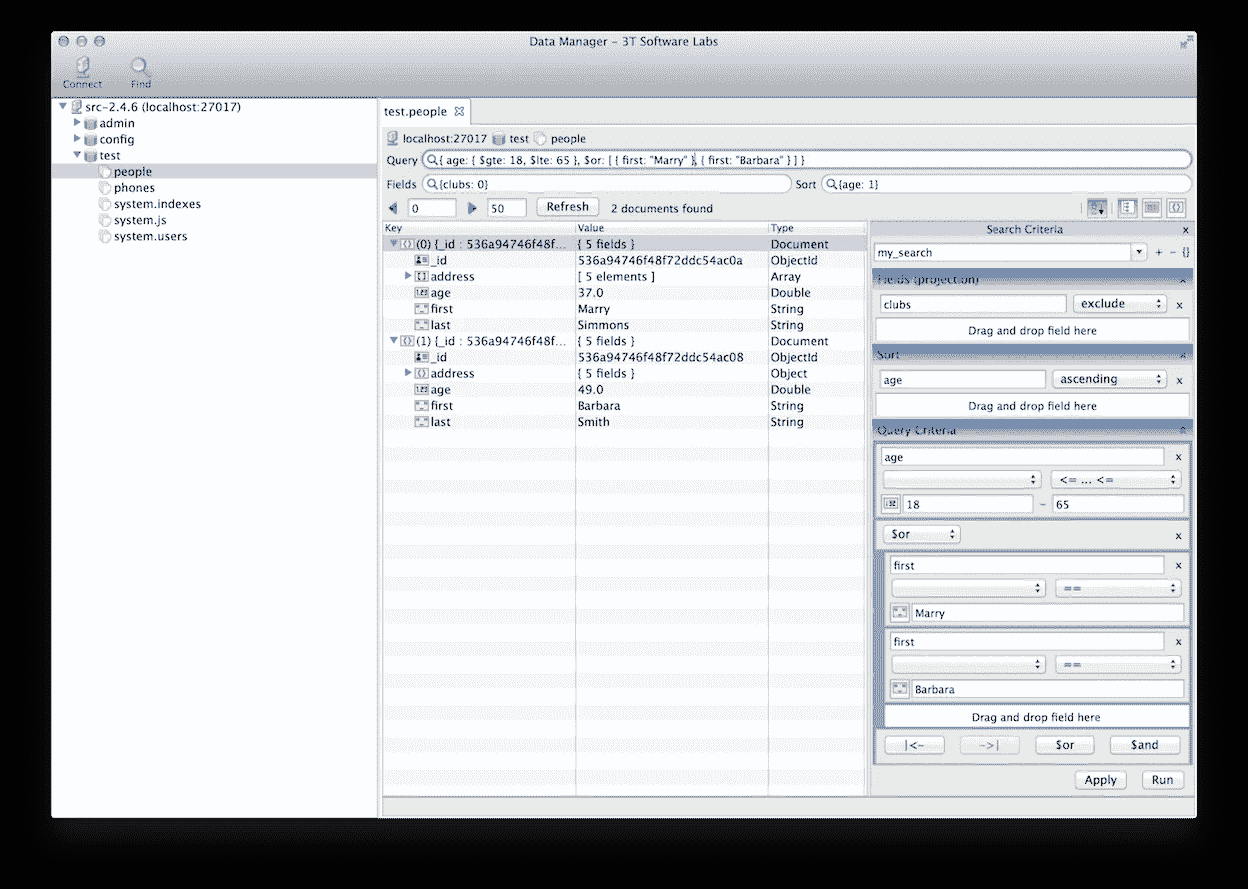 Data Manager – 3T Software Labs
Connect Find
src-2.4.6 (localhost:27017)
admin
config
test
people
phones
system.indexes
system.js
system.users
test.people
localhost:27017 test people
Query { age: { $gte: 18, $lte: 65 }, $or: [ { first: "Marry" }, { first: "Barbara" } ] }
Fields {clubs: 0} Sort {age: 1}
0 50 Refresh 2 documents found
Key Value Type
(0) {_id : 536a94746f48f... { 5 fields } Document
_id 536a94746f48f72ddc54ac0a ObjectId
address [ 5 elements ] Array
age 37.0 Double
first Marry String
last Simmons String
(1) {_id : 536a94746f48f... { 5 fields } Document
_id 536a94746f48f72ddc54ac08 ObjectId
address { 5 fields } Object
age 49.0 Double
first Barbara String
last Smith String
Search Criteria x
my_search + – {}
Fields (projection)
clubs exclude x
Drag and drop field here
Sort
age ascending x
Drag and drop field here
Query Criteria
age x
<= ... <=
18 – 65
$or x
first x
==
Marry
first x
==
Barbara
Drag and drop field here
|<- ->| $or $and
Apply Run